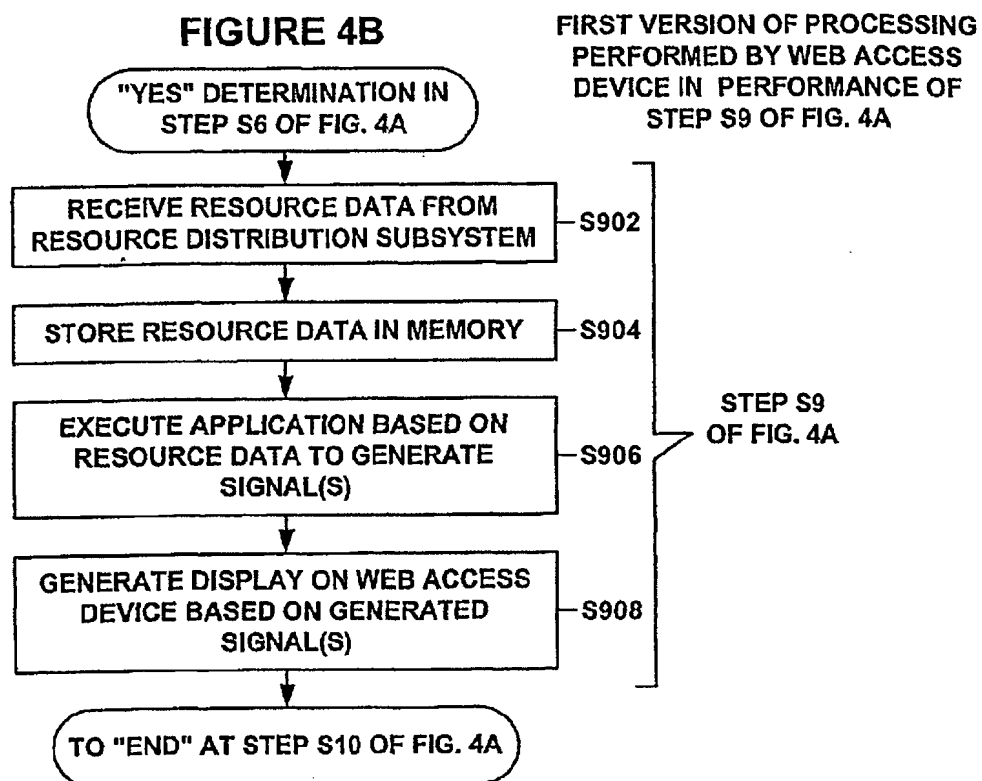 FIGURE 4B
FIRST VERSION OF PROCESSING
PERFORMED BY WEB ACCESS
DEVICE IN PERFORMANCE OF
STEP S9 OF FIG. 4A
"YES" DETERMINATION IN
STEP S6 OF FIG. 4A
RECEIVE RESOURCE DATA FROM
RESOURCE DISTRIBUTION SUBSYSTEM
S902
STORE RESOURCE DATA IN MEMORY
S904
EXECUTE APPLICATION BASED ON
RESOURCE DATA TO GENERATE
SIGNAL(S)
S906
GENERATE DISPLAY ON WEB ACCESS
DEVICE BASED ON GENERATED
SIGNAL(S)
S908
STEP S9
OF FIG. 4A
TO "END" AT STEP S10 OF FIG. 4A